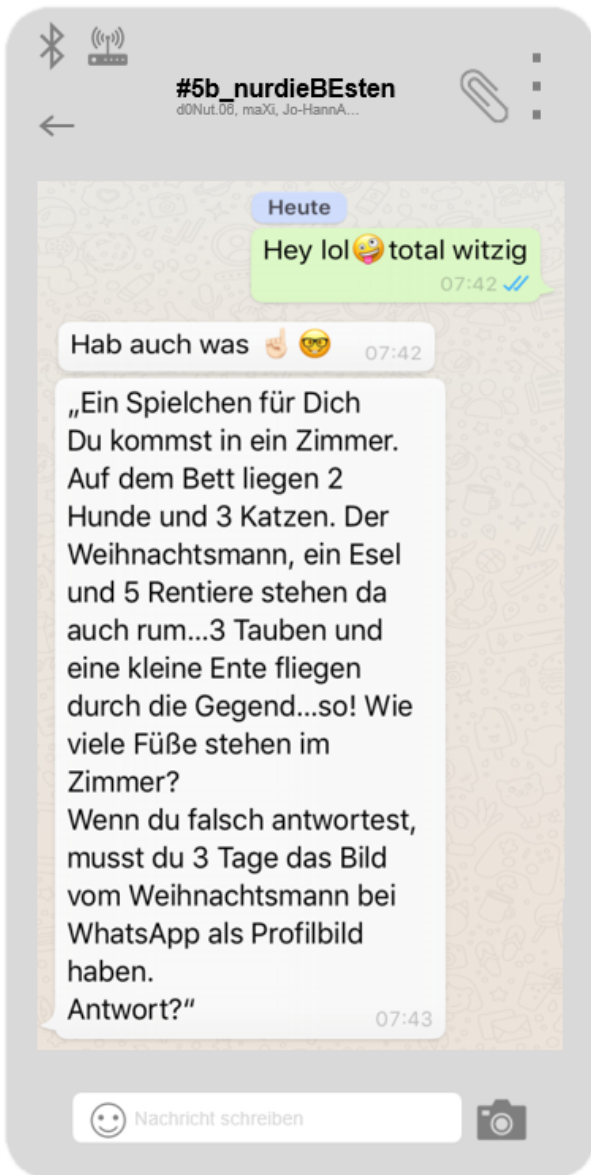 #5b_nurdieBEsten
d0Nut.06, maXi, Jo-HannA...
Heute
Hey lol🤪total witzig
07:42
Hab auch was ☝🏻 🤓
07:42
„Ein Spielchen für Dich
Du kommst in ein Zimmer.
Auf dem Bett liegen 2
Hunde und 3 Katzen. Der
Weihnachtsmann, ein Esel
und 5 Rentiere stehen da
auch rum...3 Tauben und
eine kleine Ente fliegen
durch die Gegend...so! Wie
viele Füße stehen im
Zimmer?
Wenn du falsch antwortest,
musst du 3 Tage das Bild
vom Weihnachtsmann bei
WhatsApp als Profilbild
haben.
Antwort?“
07:43
Nachricht schreiben